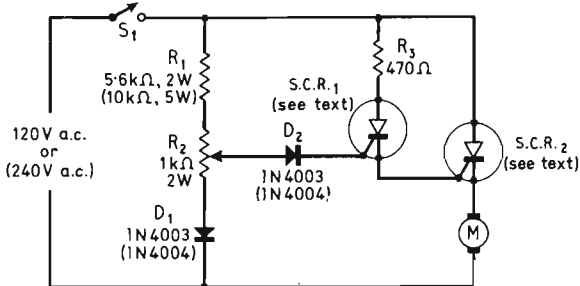 S1
R1
5·6kΩ, 2W
(10kΩ, 5W)
R3
470Ω
S.C.R.1
(see text)
120V a.c.
or
(240V a.c.)
R2
1kΩ
2W
D2
1N4003
(1N4004)
S.C.R.2
(see text)
D1
1N4003
(1N4004)
M